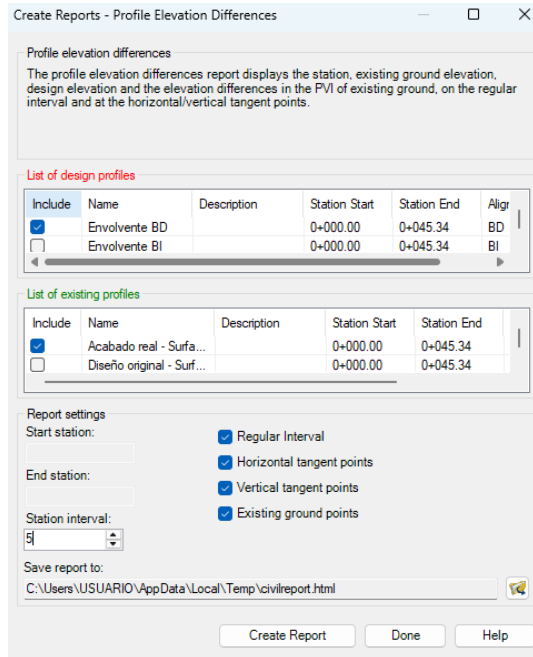 Create Reports - Profile Elevation Differences
Profile elevation differences
The profile elevation differences report displays the station, existing ground elevation,
design elevation and the elevation differences in the PVI of existing ground, on the regular
interval and at the horizontal/vertical tangent points.
List of design profiles
Include Name Description Station Start Station End Aligr
Envolvente BD 0+000.00 0+045.34 BD
Envolvente BI 0+000.00 0+045.34 BI
List of existing profiles
Include Name Description Station Start Station End
Acabado real - Surfa... 0+000.00 0+045.34
Diseño original - Surf... 0+000.00 0+045.34
Report settings
Start station:
Regular Interval
Horizontal tangent points
End station:
Vertical tangent points
Existing ground points
Station interval:
5
Save report to:
C:\Users\USUARIO\AppData\Local\Temp\civilreport.html
Create Report Done Help